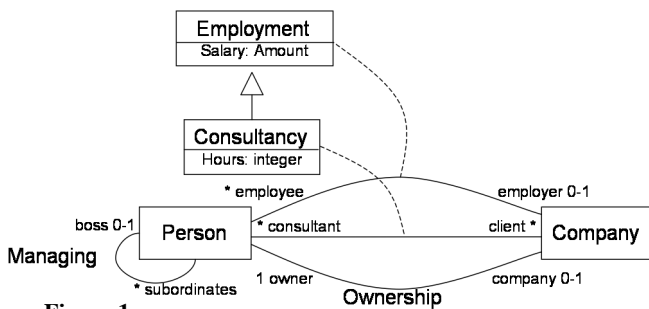 Employment
Salary: Amount
Consultancy
Hours: integer
* employee
employer 0-1
boss 0-1
Person
* consultant
client *
Company
Managing
* subordinates
1 owner
company 0-1
Ownership